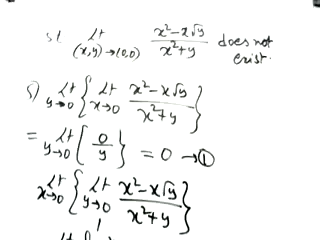 s/ Lt (x,y)→(0,0) x²-x√y / x²+y does not exist.
s) Lt y→0 { Lt x→0 x²-x√y / x²+y }
= Lt y→0 { 0 / y } = 0 →①
Lt x→0 { Lt y→0 x²-x√y / x²+y }